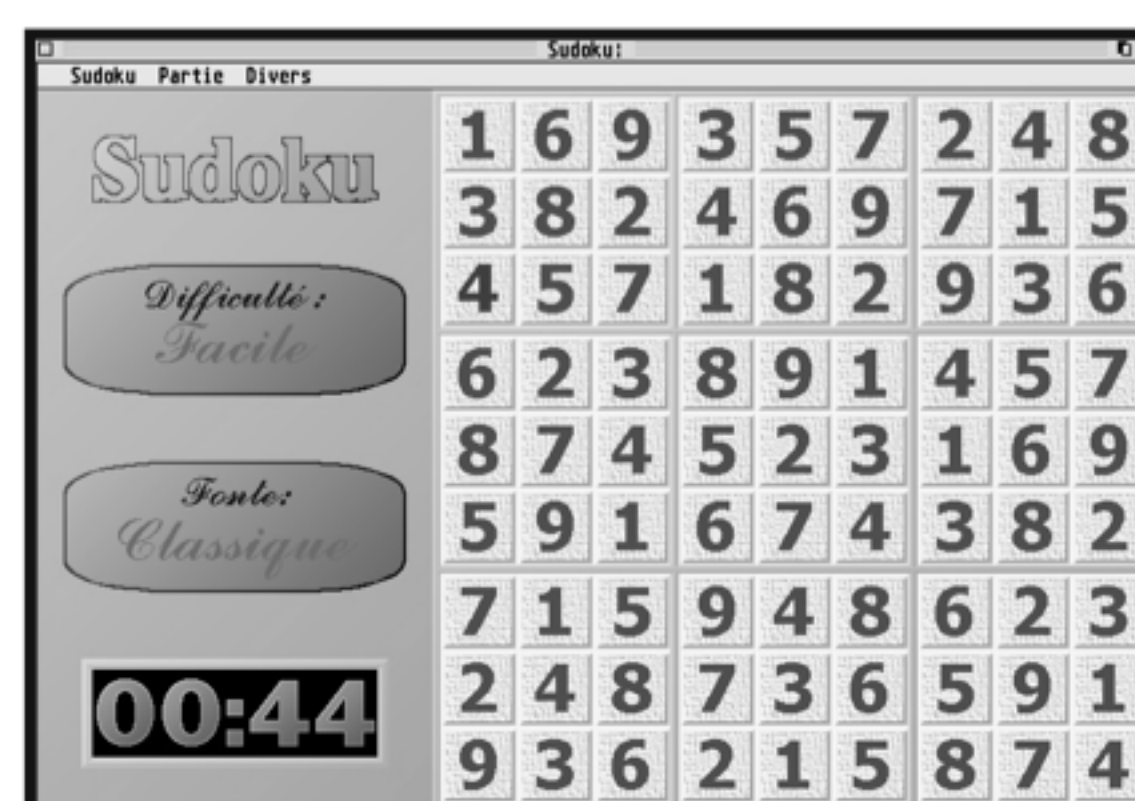 Sudoku:
Sudoku Partie Divers
Sudoku
Difficulté :
Facile
Fonte:
Classique
00:44
1 6 9 3 5 7 2 4 8
3 8 2 4 6 9 7 1 5
4 5 7 1 8 2 9 3 6
6 2 3 8 9 1 4 5 7
8 7 4 5 2 3 1 6 9
5 9 1 6 7 4 3 8 2
7 1 5 9 4 8 6 2 3
2 4 8 7 3 6 5 9 1
9 3 6 2 1 5 8 7 4